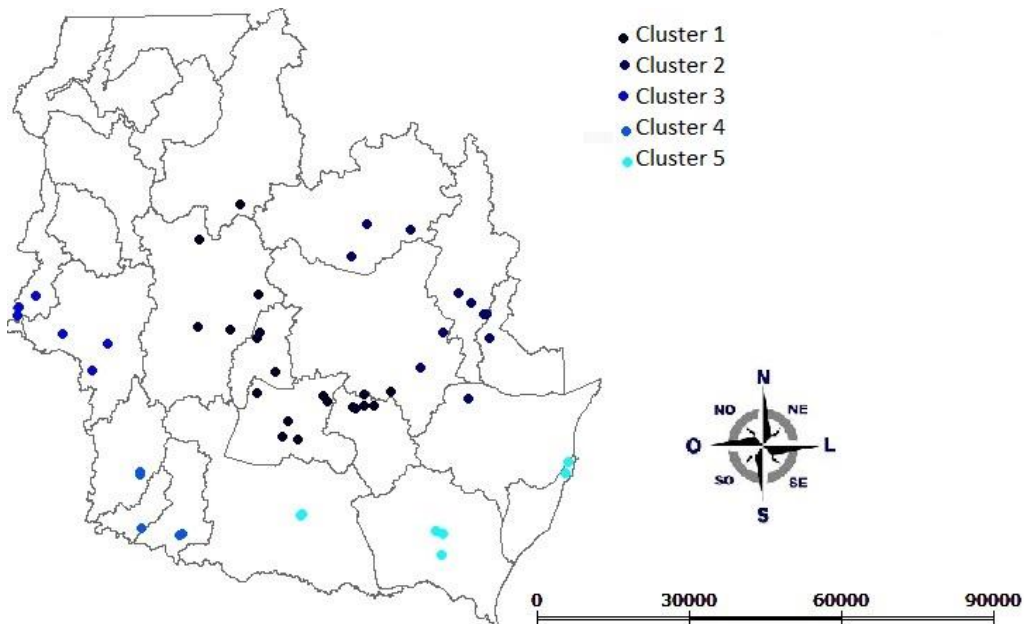 Cluster 1
Cluster 2
Cluster 3
Cluster 4
Cluster 5
N
NO NE
O L
SO SE
S
0 30000 60000 90000